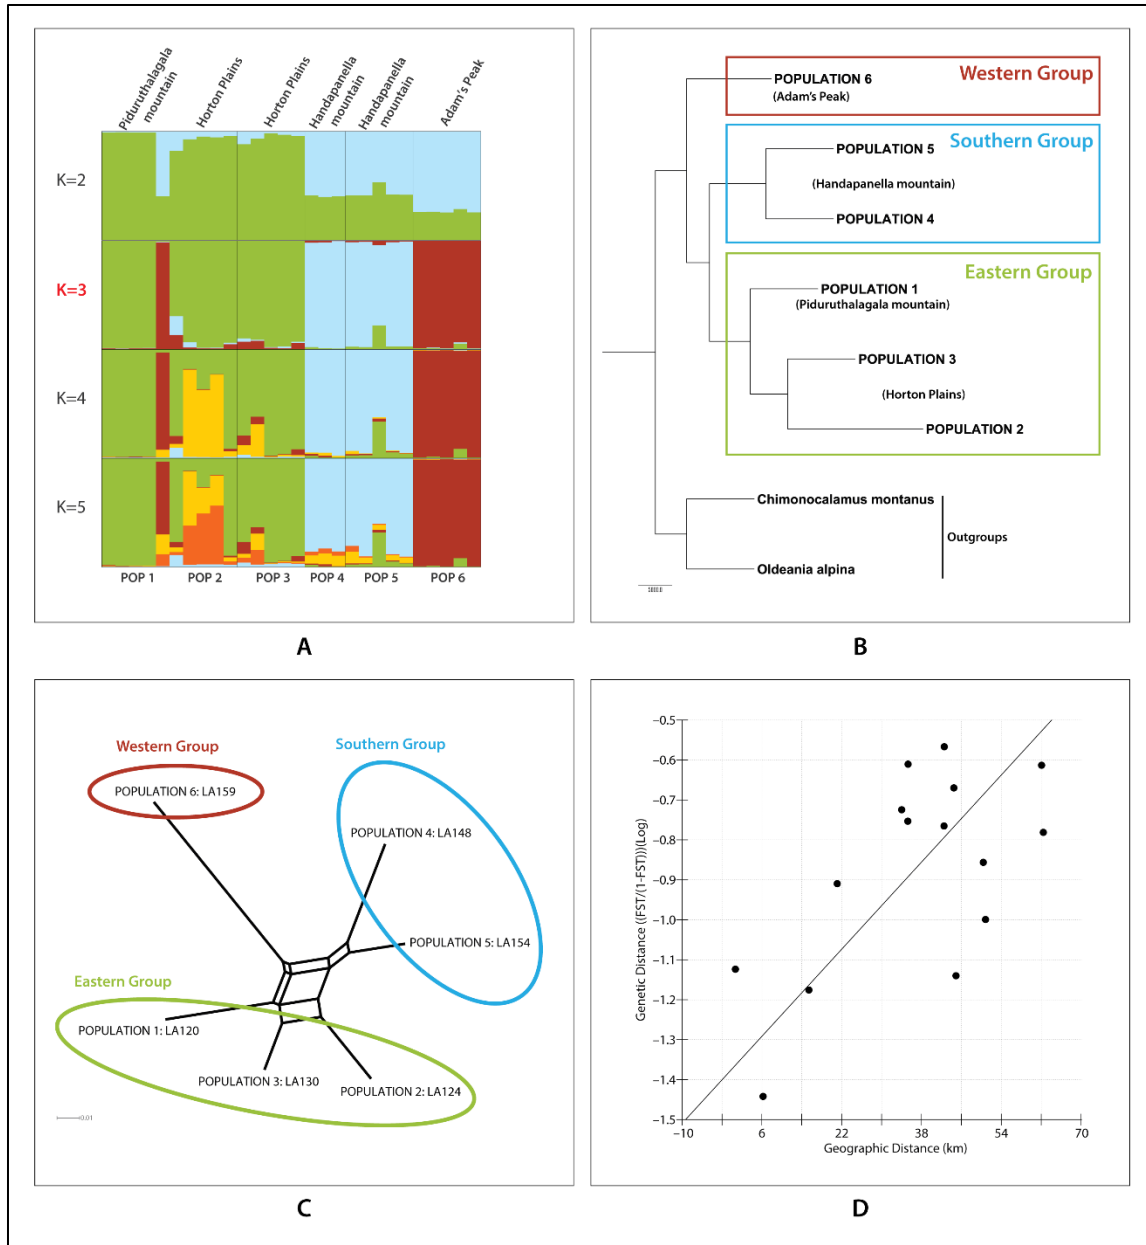 Piduruthalagala
mountain
Horton Plains
Horton Plains
Handapanella
mountain
Handapanella
mountain
Adam's Peak
K=2
K=3
K=4
K=5
POP 1
POP 2
POP 3
POP 4
POP 5
POP 6
A
Western Group
POPULATION 6
(Adam's Peak)
Southern Group
POPULATION 5
(Handapanella mountain)
POPULATION 4
Eastern Group
POPULATION 1
(Piduruthalagala mountain)
POPULATION 3
(Horton Plains)
POPULATION 2
Chimonocalamus montanus
Outgroups
Oldeania alpina
B
Western Group
Southern Group
POPULATION 6: LA159
POPULATION 4: LA148
POPULATION 5: LA154
Eastern Group
POPULATION 1: LA120
POPULATION 3: LA130
POPULATION 2: LA124
0.01
C
Genetic Distance ((FST/(1-FST)))(Log)
−0.5
−0.6
−0.7
−0.8
−0.9
−1.0
−1.1
−1.2
−1.3
−1.4
−1.5
−10
6
22
38
54
70
Geographic Distance (km)
D